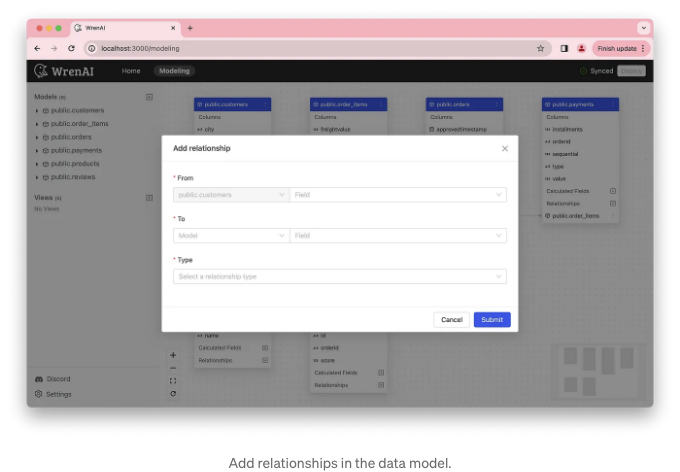 WrenAI
localhost:3000/modeling
Finish update
WrenAI
Home
Modeling
Synced
Deploy
Models (6)
public.customers
public.order_items
public.orders
public.payments
public.products
public.reviews
Views (0)
No Views
Discord
Settings
public.customers
Columns
city
public.order_items
Columns
freightvalue
public.orders
Columns
approvedtimestamp
public.payments
Columns
installments
orderid
sequential
type
value
Calculated Fields
Relationships
public.order_items
Add relationship
* From
public.customers
Field
* To
Model
Field
* Type
Select a relationship type
Cancel
Submit
name
Calculated Fields
Relationships
id
orderid
score
Calculated Fields
Relationships
Add relationships in the data model.